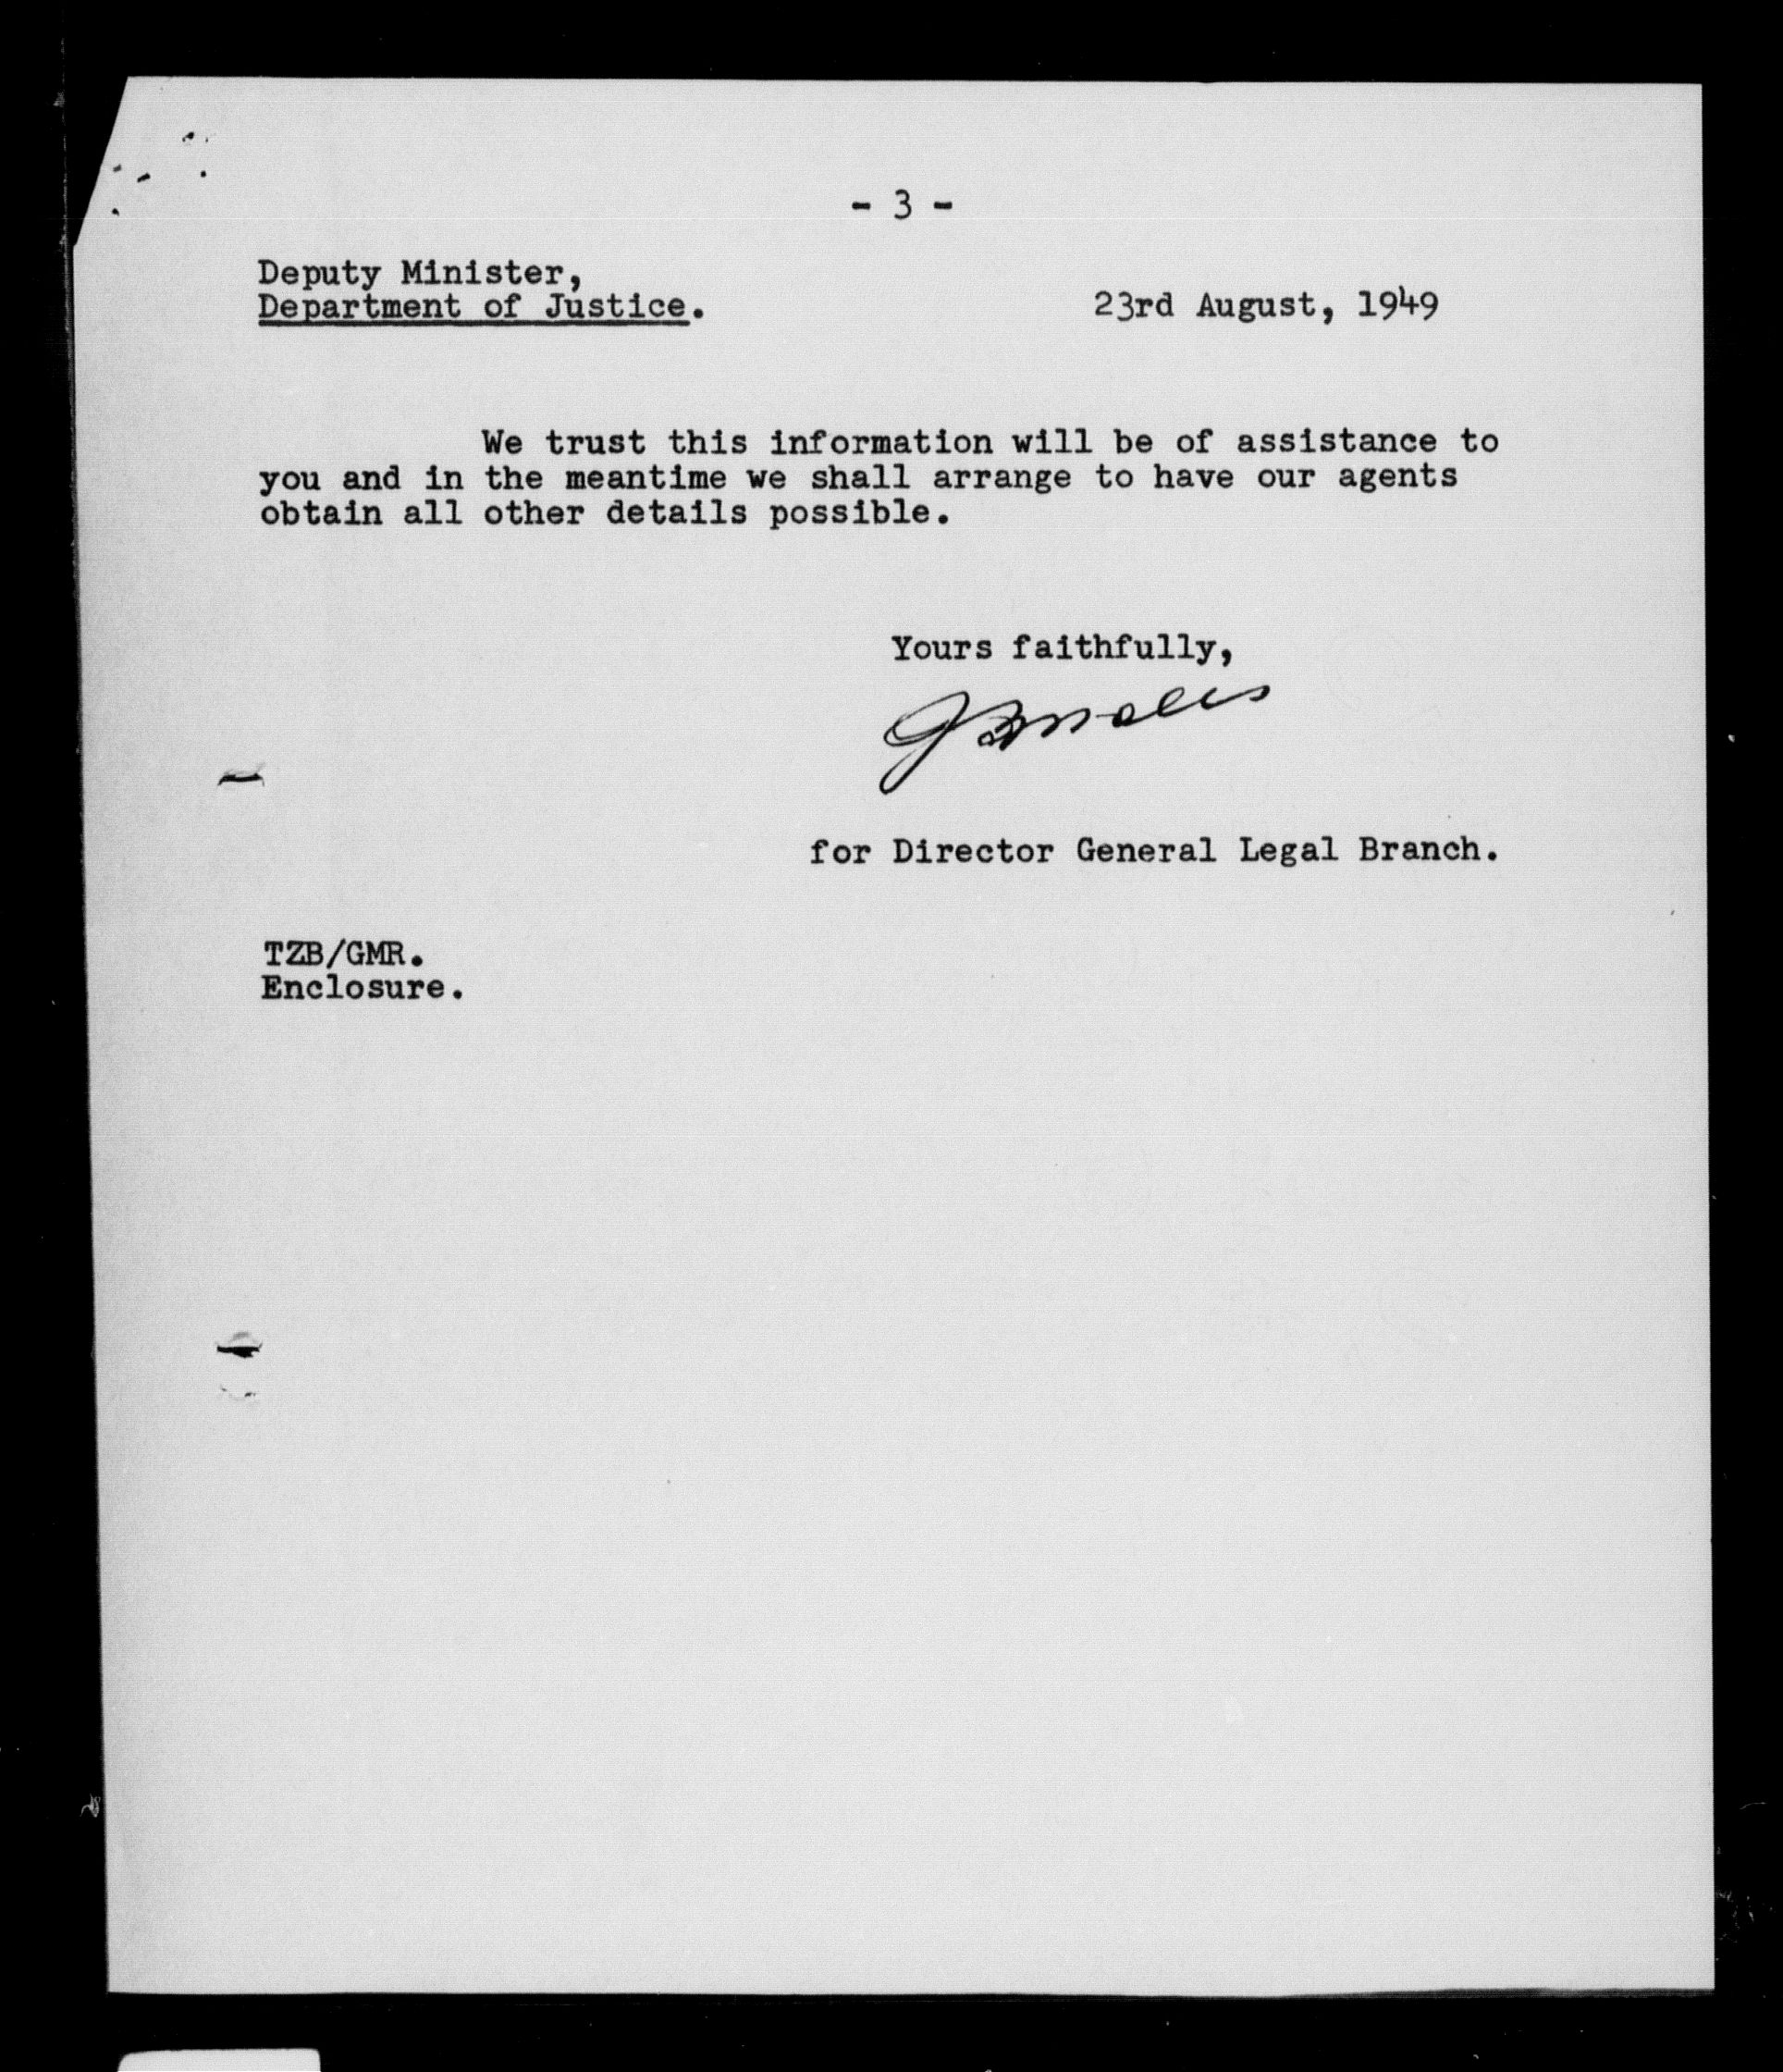 - 3 -
Deputy Minister,
Department of Justice.
23rd August, 1949
We trust this information will be of assistance to
you and in the meantime we shall arrange to have our agents
obtain all other details possible.
Yours faithfully,
for Director General Legal Branch.
TZB/GMR.
Enclosure.